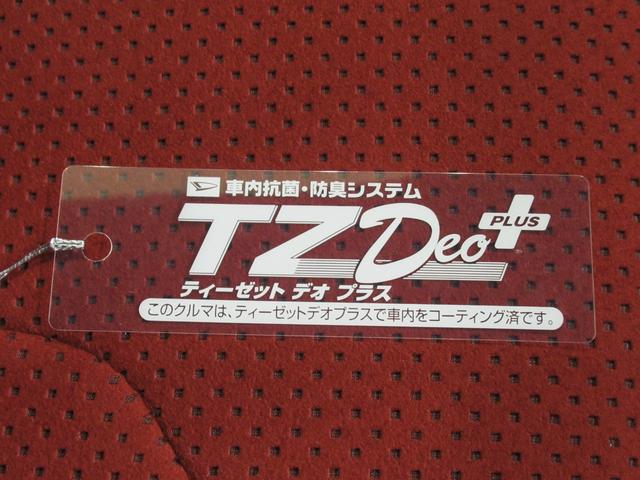 車内抗菌・防臭システム
TZDeo PLUS
ティーゼット デオ プラス
このクルマは、ティーゼットデオプラスで車内をコーティング済です。